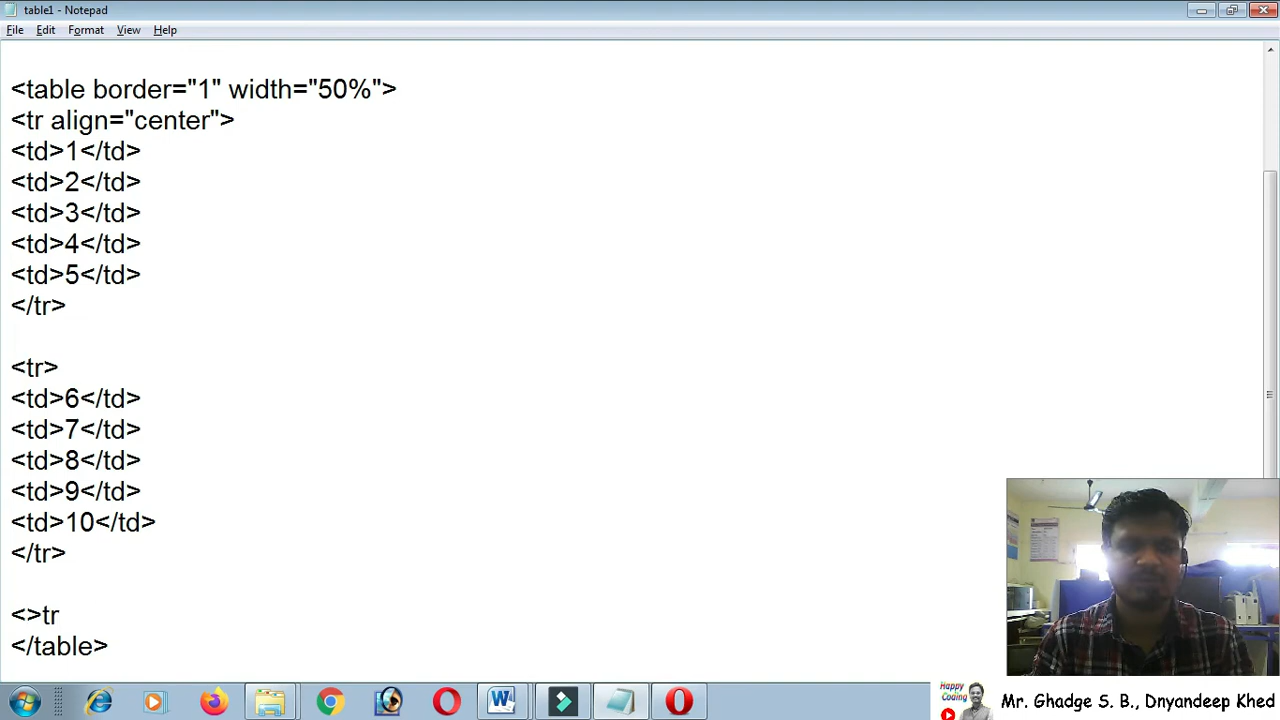 table1 - Notepad
File Edit Format View Help
<table border="1" width="50%">
<tr align="center">
<td>1</td>
<td>2</td>
<td>3</td>
<td>4</td>
<td>5</td>
</tr>
<tr>
<td>6</td>
<td>7</td>
<td>8</td>
<td>9</td>
<td>10</td>
</tr>
<>tr
</table>
Happy
Coding
Mr. Ghadge S. B., Dnyandeep Khed